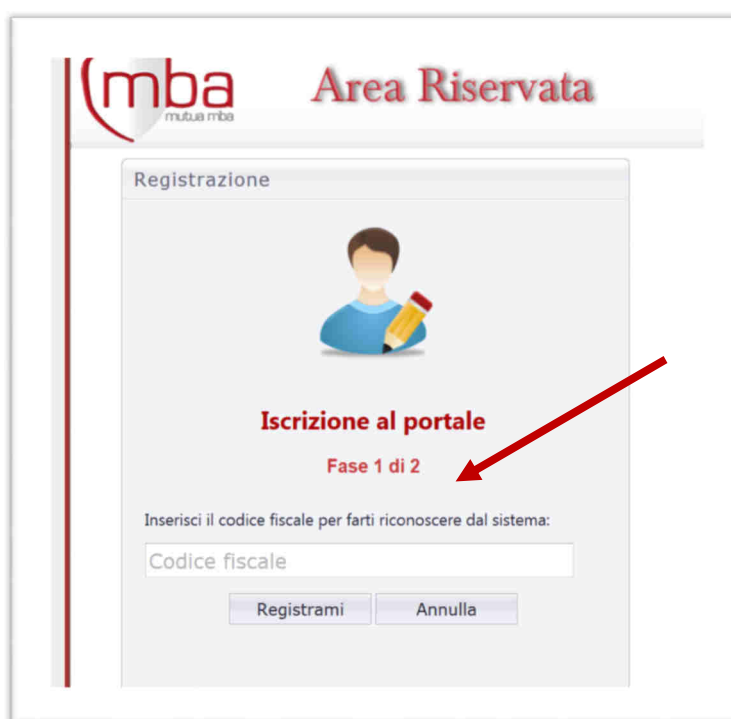 mba
mutua mba
Area Riservata
Registrazione
Iscrizione al portale
Fase 1 di 2
Inserisci il codice fiscale per farti riconoscere dal sistema:
Codice fiscale
Registrami
Annulla